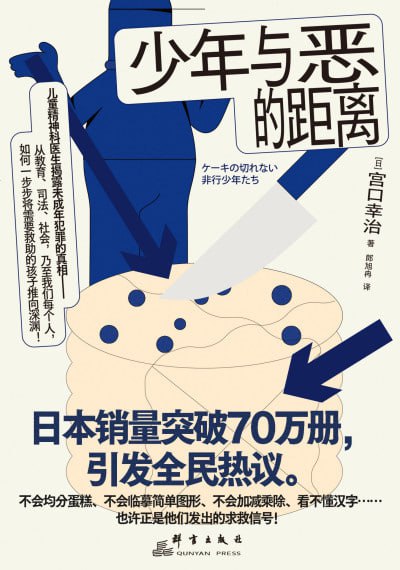 少年与恶
的距离
ケーキの切れない
非行少年たち
[日] 宫口幸治 著
郎旭冉 译
儿童精神科医生揭露未成年犯罪的真相——
从教育、司法、社会，乃至我们每个人，
如何一步步将需要救助的孩子推向深渊！
日本销量突破70万册，
引发全民热议。
不会均分蛋糕、不会临摹简单图形、不会加减乘除、看不懂汉字……
也许正是他们发出的求救信号！
群言出版社
QUNYAN PRESS